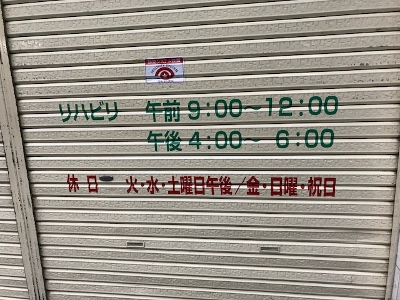 リハビリ 午前 9:00～12:00
午後 4:00～ 6:00
休日 火・水・土曜日午後/金・日曜・祝日